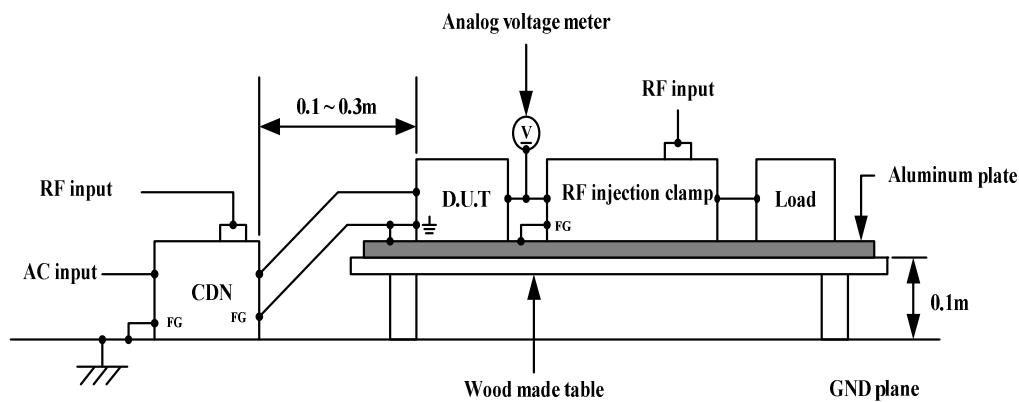 Analog voltage meter
0.1 ~ 0.3m
RF input
V
RF input
D.U.T
RF injection clamp
Load
Aluminum plate
FG
AC input
CDN
FG
FG
0.1m
Wood made table
GND plane